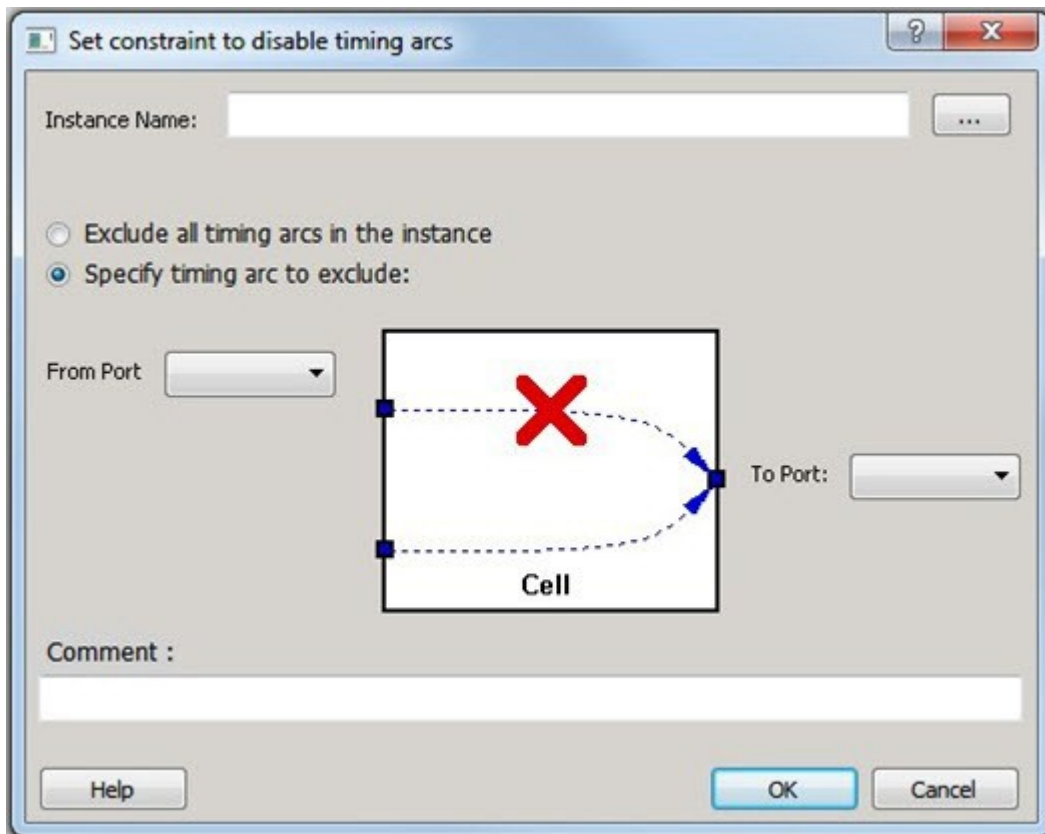 Set constraint to disable timing arcs
Instance Name:
...
Exclude all timing arcs in the instance
Specify timing arc to exclude:
From Port
To Port:
Cell
Comment :
Help
OK
Cancel